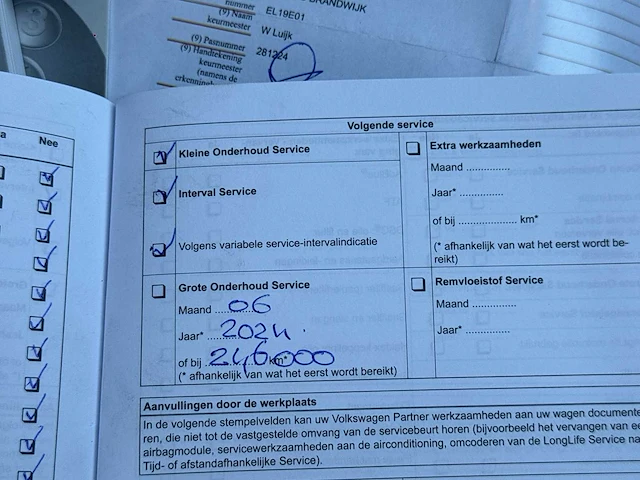 BRANDWIJK
nummer EL19E01
(9) Naam
keurmeester W Luijk
(9) Pasnummer 281224
(9) Handtekening
keurmeester
(namens de
Nee
Volgende service
Kleine Onderhoud Service
Interval Service
Volgens variabele service-intervalindicatie
Grote Onderhoud Service
Maand ..... 06
Jaar* ..... 2024
of bij ..... 246000 km*
(* afhankelijk van wat het eerst wordt bereikt)
Extra werkzaamheden
Maand ...............
Jaar* ...............
of bij .................... km*
(* afhankelijk van wat het eerst wordt be-
reikt)
Remvloeistof Service
Maand ...............
Jaar* ...............
Aanvullingen door de werkplaats
In de volgende stempelvelden kan uw Volkswagen Partner werkzaamheden aan uw wagen documente
ren, die niet tot de vastgestelde omvang van de servicebeurt horen (bijvoorbeeld het vervangen van ee
airbagmodule, servicewerkzaamheden aan de airconditioning, omcoderen van de LongLife Service na
Tijd- of afstandafhankelijke Service).